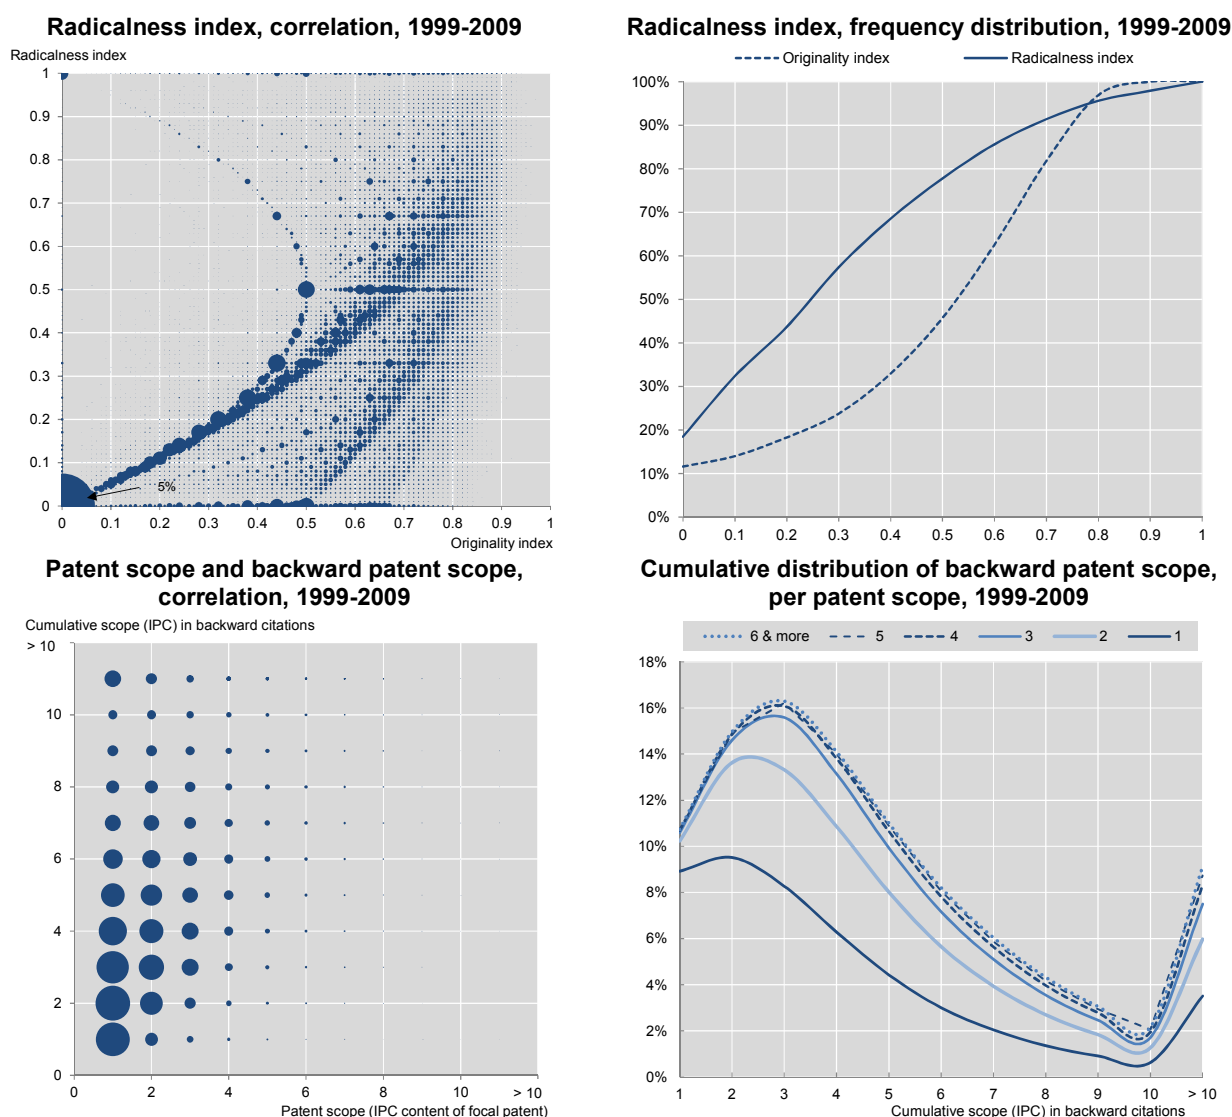 Radicalness index, correlation, 1999-2009
Radicalness index
1
0.9
0.8
0.7
0.6
0.5
0.4
0.3
0.2
0.1
0
5%
0 0.1 0.2 0.3 0.4 0.5 0.6 0.7 0.8 0.9 1
Originality index
Radicalness index, frequency distribution, 1999-2009
Originality index Radicalness index
100%
90%
80%
70%
60%
50%
40%
30%
20%
10%
0%
0 0.1 0.2 0.3 0.4 0.5 0.6 0.7 0.8 0.9 1
Patent scope and backward patent scope,
correlation, 1999-2009
Cumulative scope (IPC) in backward citations
> 10
10
8
6
4
2
0
0 2 4 6 8 10 > 10
Patent scope (IPC content of focal patent)
Cumulative distribution of backward patent scope,
per patent scope, 1999-2009
6 & more 5 4 3 2 1
18%
16%
14%
12%
10%
8%
6%
4%
2%
0%
1 2 3 4 5 6 7 8 9 10 > 10
Cumulative scope (IPC) in backward citations